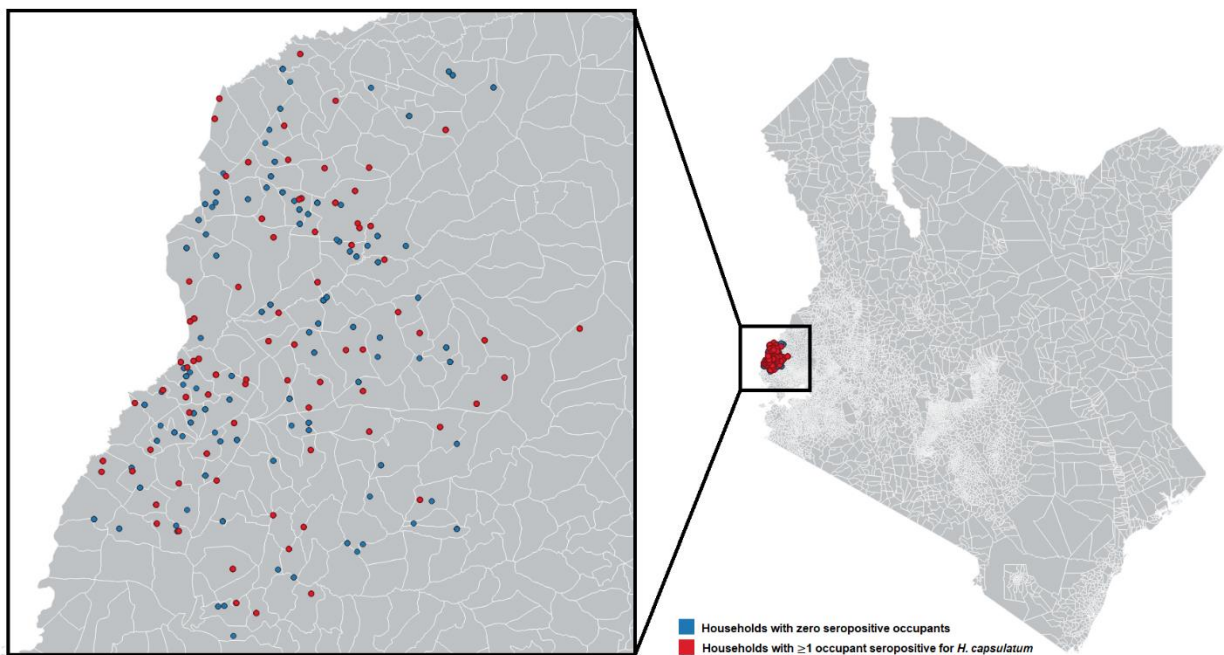 Households with zero seropositive occupants
Households with ≥1 occupant seropositive for H. capsulatum